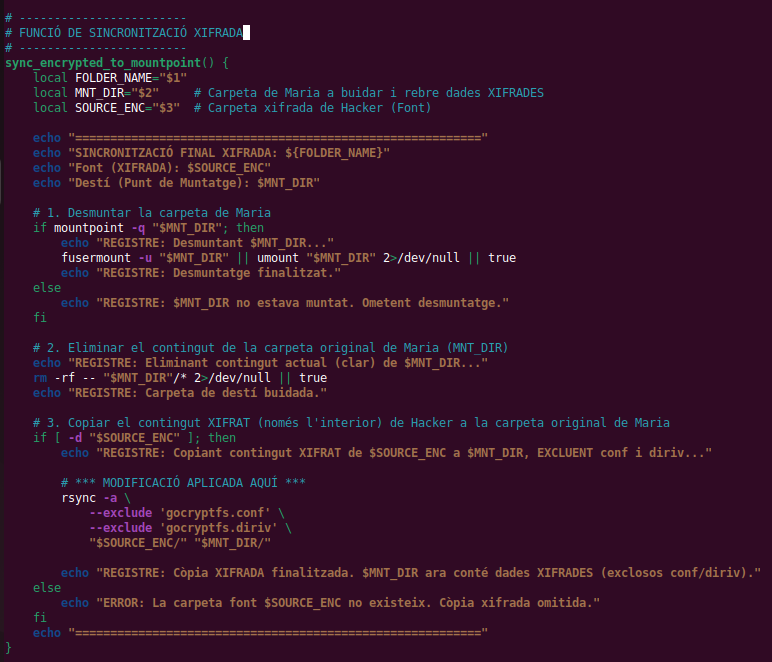 # ------------------------
# FUNCIÓ DE SINCRONITZACIÓ XIFRADA
# ------------------------
sync_encrypted_to_mountpoint() {
    local FOLDER_NAME="$1"
    local MNT_DIR="$2"     # Carpeta de Maria a buidar i rebre dades XIFRADES
    local SOURCE_ENC="$3"  # Carpeta xifrada de Hacker (Font)

    echo "=========================================================="
    echo "SINCRONITZACIÓ FINAL XIFRADA: ${FOLDER_NAME}"
    echo "Font (XIFRADA): $SOURCE_ENC"
    echo "Destí (Punt de Muntatge): $MNT_DIR"

    # 1. Desmuntar la carpeta de Maria
    if mountpoint -q "$MNT_DIR"; then
        echo "REGISTRE: Desmuntant $MNT_DIR..."
        fusermount -u "$MNT_DIR" || umount "$MNT_DIR" 2>/dev/null || true
        echo "REGISTRE: Desmuntatge finalitzat."
    else
        echo "REGISTRE: $MNT_DIR no estava muntat. Ometent desmuntatge."
    fi

    # 2. Eliminar el contingut de la carpeta original de Maria (MNT_DIR)
    echo "REGISTRE: Eliminant contingut actual (clar) de $MNT_DIR..."
    rm -rf -- "$MNT_DIR"/* 2>/dev/null || true
    echo "REGISTRE: Carpeta de destí buidada."

    # 3. Copiar el contingut XIFRAT (només l'interior) de Hacker a la carpeta original de Maria
    if [ -d "$SOURCE_ENC" ]; then
        echo "REGISTRE: Copiant contingut XIFRAT de $SOURCE_ENC a $MNT_DIR, EXCLUENT conf i diriv..."

        # *** MODIFICACIÓ APLICADA AQUÍ ***
        rsync -a \
            --exclude 'gocryptfs.conf' \
            --exclude 'gocryptfs.diriv' \
            "$SOURCE_ENC/" "$MNT_DIR/"

        echo "REGISTRE: Còpia XIFRADA finalitzada. $MNT_DIR ara conté dades XIFRADES (exclosos conf/diriv)."
    else
        echo "ERROR: La carpeta font $SOURCE_ENC no existeix. Còpia xifrada omitida."
    fi
    echo "=========================================================="
}